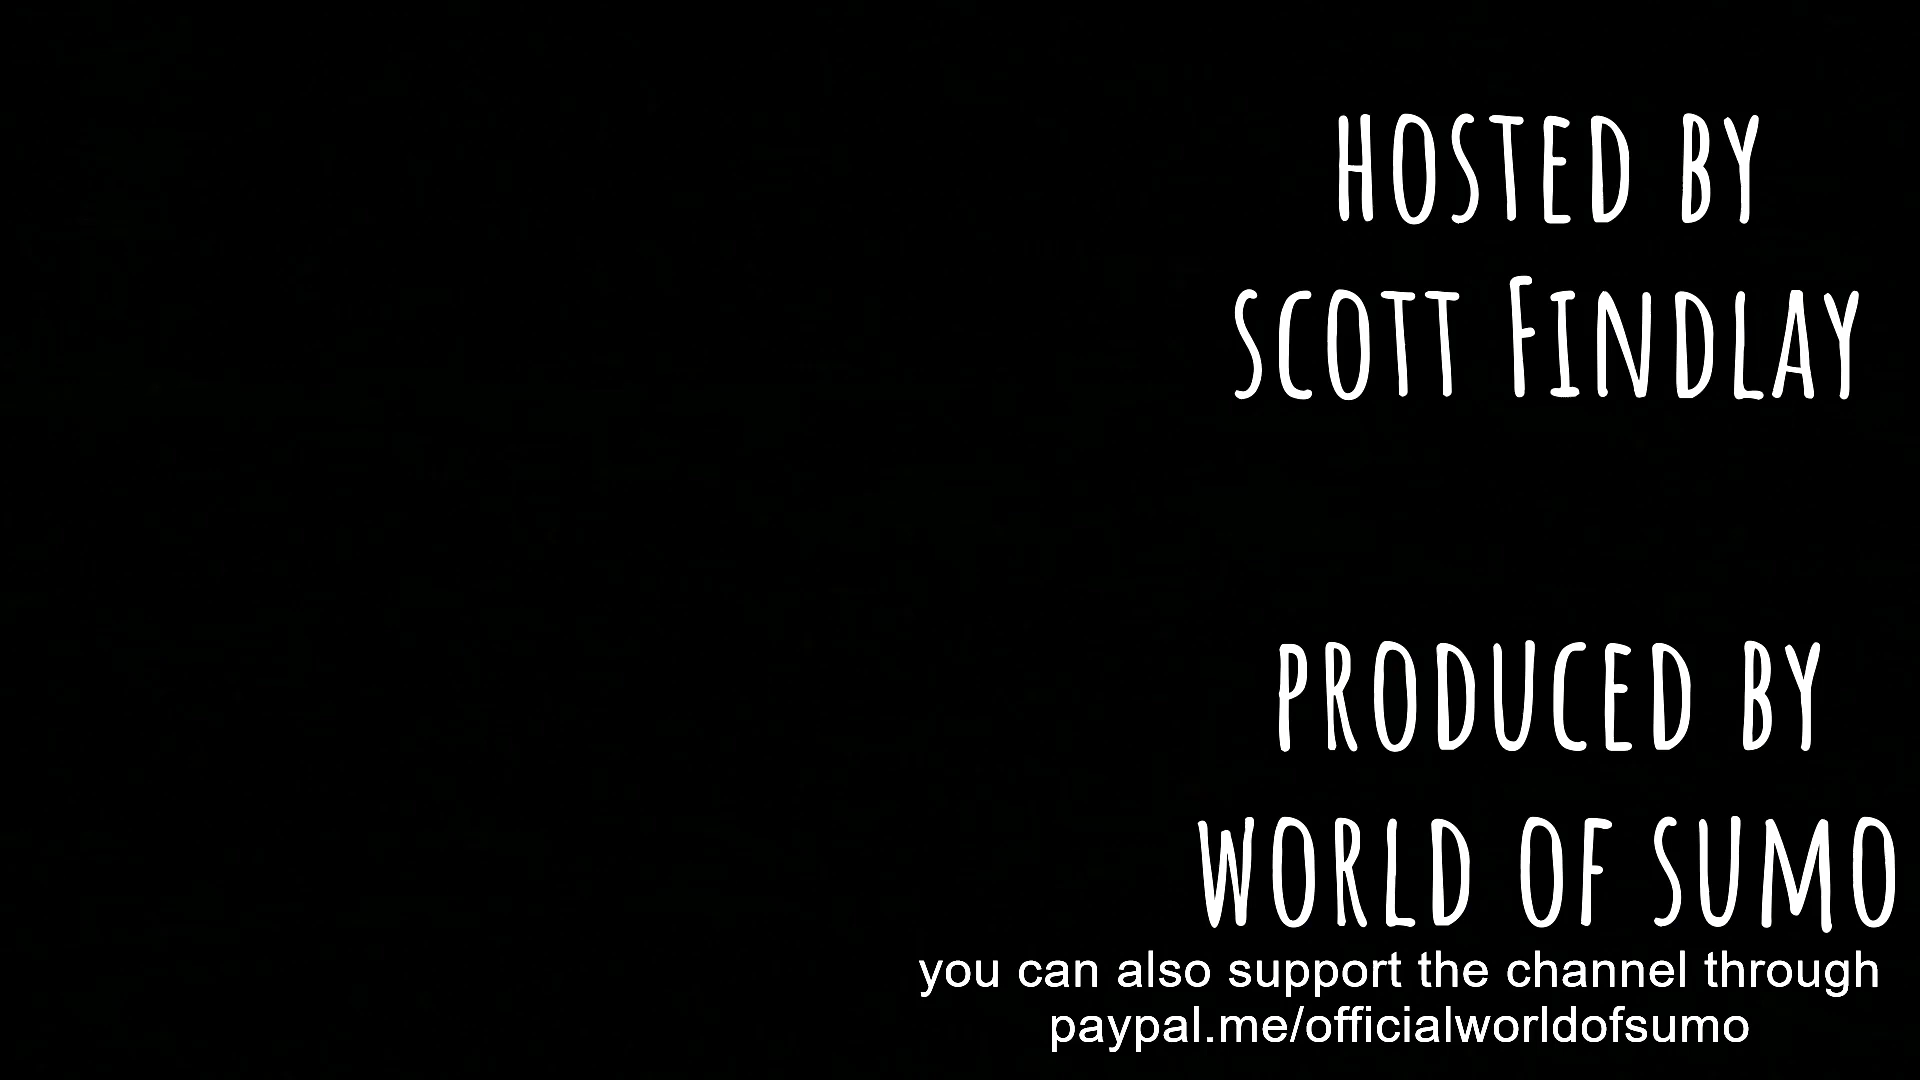 HOSTED BY
SCOTT FINDLAY
PRODUCED BY
WORLD OF SUMO
you can also support the channel through
paypal.me/officialworldofsumo